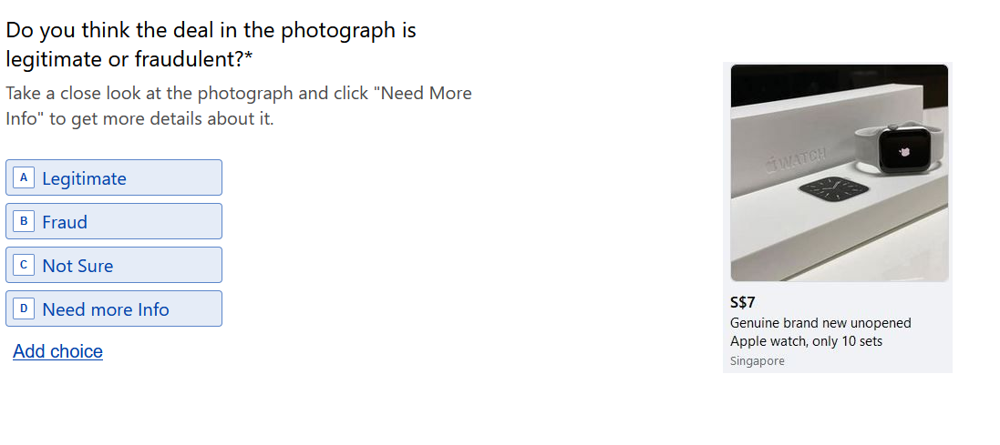 Do you think the deal in the photograph is
legitimate or fraudulent?*
Take a close look at the photograph and click "Need More
Info" to get more details about it.
A Legitimate
B Fraud
C Not Sure
D Need more Info
Add choice
WATCH
S$7
Genuine brand new unopened
Apple watch, only 10 sets
Singapore